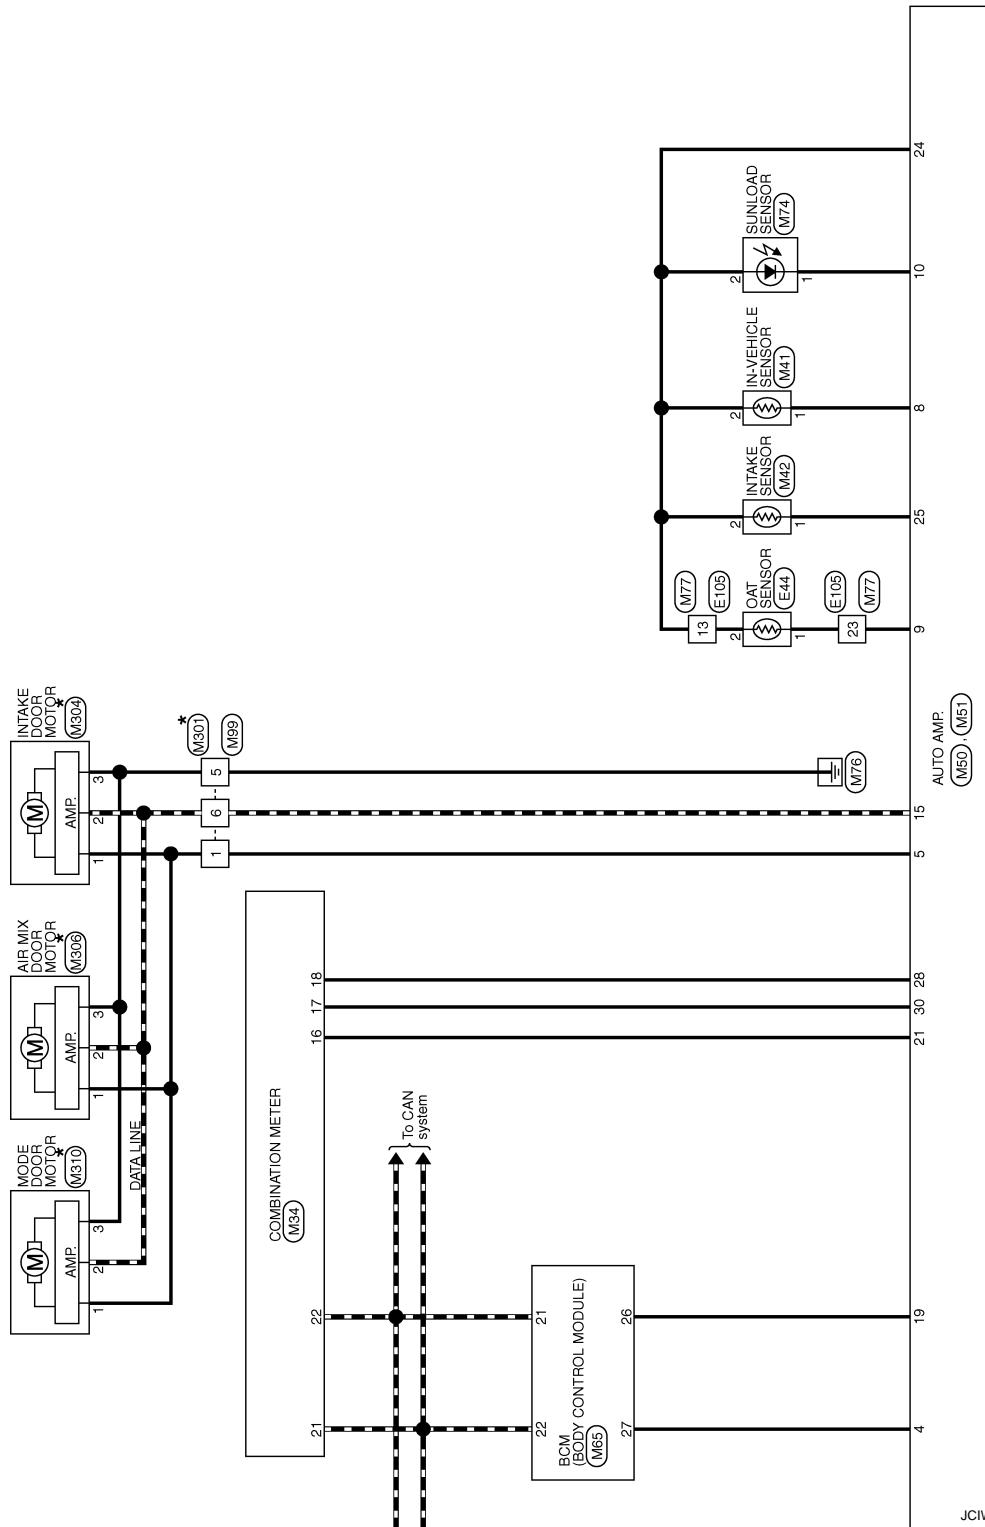 INTAKE
DOOR
MOTOR
*
M304
M
AMP.
1
2
3
AIR MIX
DOOR
MOTOR
*
M306
M
AMP.
1
2
3
MODE
DOOR
MOTOR
*
M310
M
AMP.
1
2
3
DATA LINE
*
M301
M99
5
6
1
M76
COMBINATION METER
M34
16
17
18
21
22
To CAN
system
BCM
(BODY CONTROL MODULE)
M65
22
21
27
26
M77
E105
13
OAT
SENSOR
E44
2
1
E105
M77
23
INTAKE
SENSOR
M42
2
1
IN-VEHICLE
SENSOR
M41
2
1
SUNLOAD
SENSOR
M74
2
1
4
19
21
30
28
5
15
9
25
8
10
24
AUTO AMP.
M50 , M51